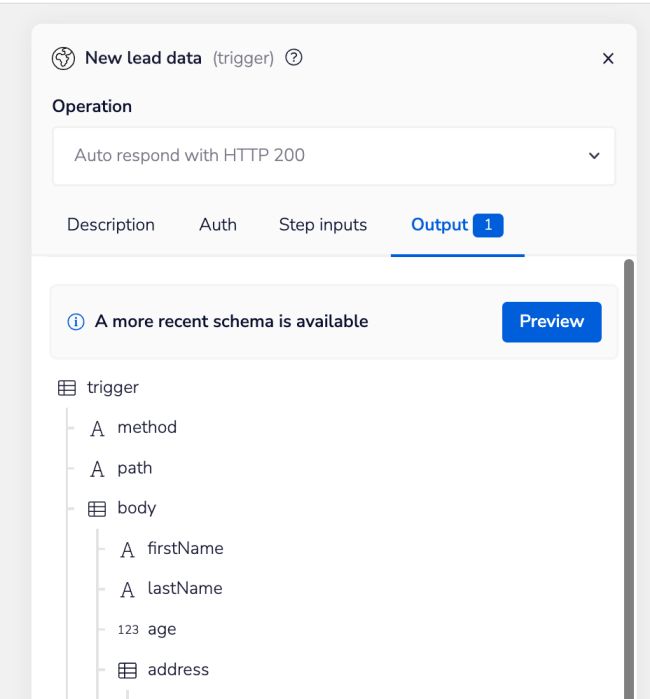 New lead data (trigger) ?
Operation
Auto respond with HTTP 200
Description Auth Step inputs Output 1
A more recent schema is available Preview
trigger
A method
A path
body
A firstName
A lastName
123 age
address